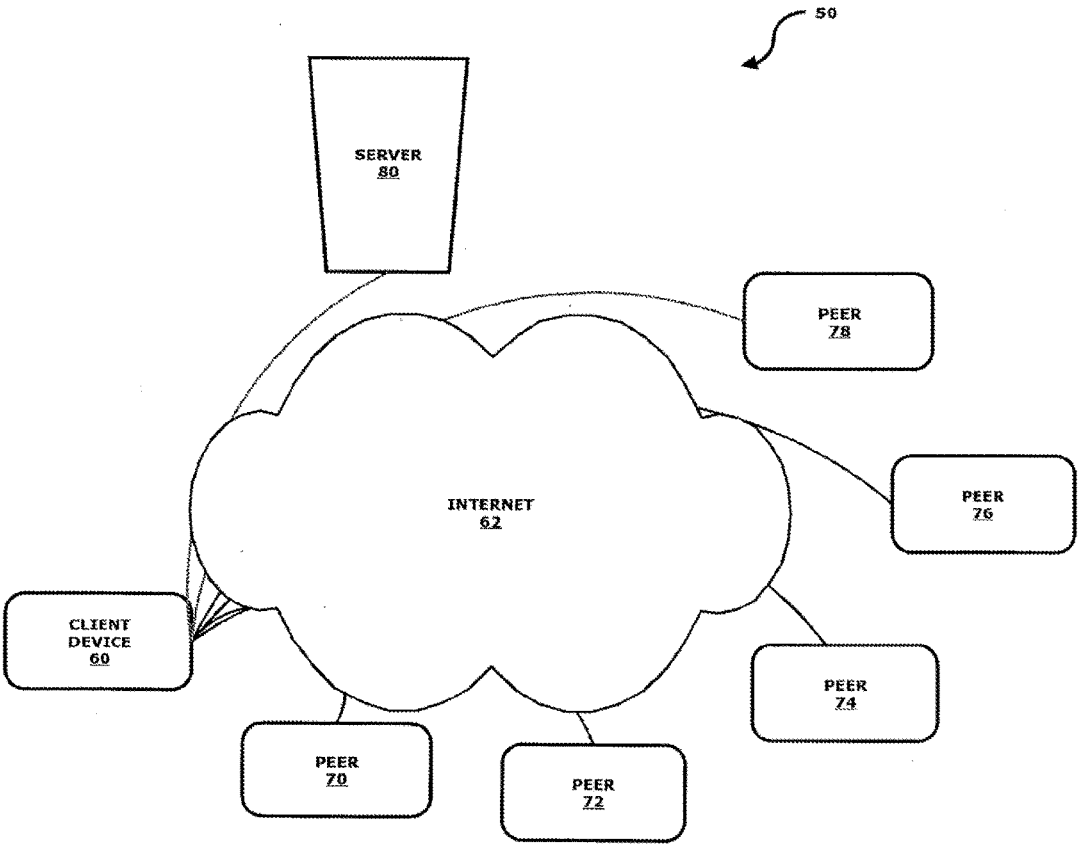 50
SERVER
80
PEER
78
INTERNET
62
PEER
76
CLIENT
DEVICE
60
PEER
74
PEER
70
PEER
72